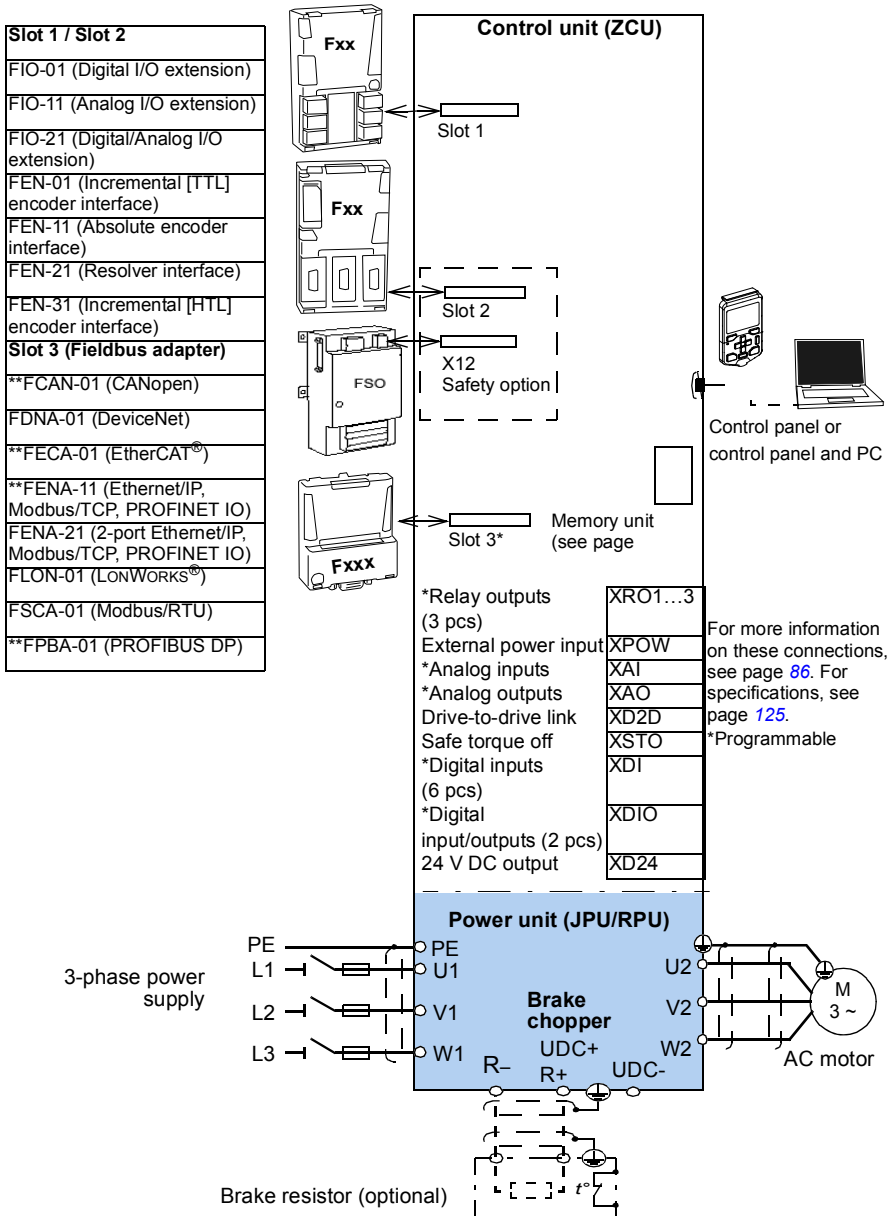 Slot 1 / Slot 2
FIO-01 (Digital I/O extension)
FIO-11 (Analog I/O extension)
FIO-21 (Digital/Analog I/O
extension)
FEN-01 (Incremental [TTL]
encoder interface)
FEN-11 (Absolute encoder
interface)
FEN-21 (Resolver interface)
FEN-31 (Incremental [HTL]
encoder interface)
Slot 3 (Fieldbus adapter)
**FCAN-01 (CANopen)
FDNA-01 (DeviceNet)
**FECA-01 (EtherCAT®)
**FENA-11 (Ethernet/IP,
Modbus/TCP, PROFINET IO)
FENA-21 (2-port Ethernet/IP,
Modbus/TCP, PROFINET IO)
FLON-01 (LONWORKS®)
FSCA-01 (Modbus/RTU)
**FPBA-01 (PROFIBUS DP)
Fxx
Fxx
FSO
Fxxx
Control unit (ZCU)
Slot 1
Slot 2
X12
Safety option
Slot 3*
Memory unit
(see page
Control panel or
control panel and PC
*Relay outputs XRO1…3
(3 pcs)
External power input XPOW
*Analog inputs XAI
*Analog outputs XAO
Drive-to-drive link XD2D
Safe torque off XSTO
*Digital inputs XDI
(6 pcs)
*Digital XDIO
input/outputs (2 pcs)
24 V DC output XD24
For more information
on these connections,
see page 86. For
specifications, see
page 125.
*Programmable
Power unit (JPU/RPU)
3-phase power
supply
PE
L1
L2
L3
PE
U1
V1
W1
Brake
chopper
R–
UDC+
R+
UDC-
U2
V2
W2
M
3 ~
AC motor
Brake resistor (optional)
t°